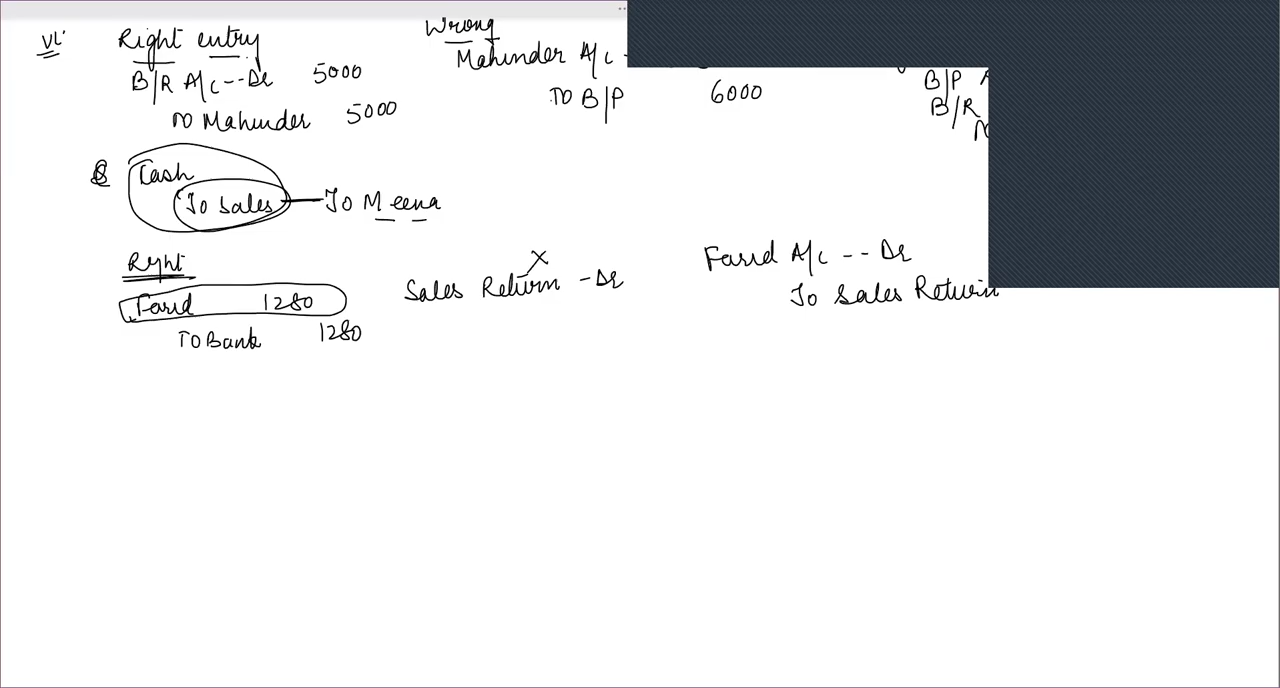 vi.
Right entry
B/R A/c -- Dr 5000
To Mahinder 5000
Wrong
Mahinder A/c -
To B/P 6000
B/P
B/R
Cash
To Sales — To Meena
Right
Farid 1280
To Bank 1280
X
Sales Return - Dr
Farid A/c -- Dr
To Sales Return